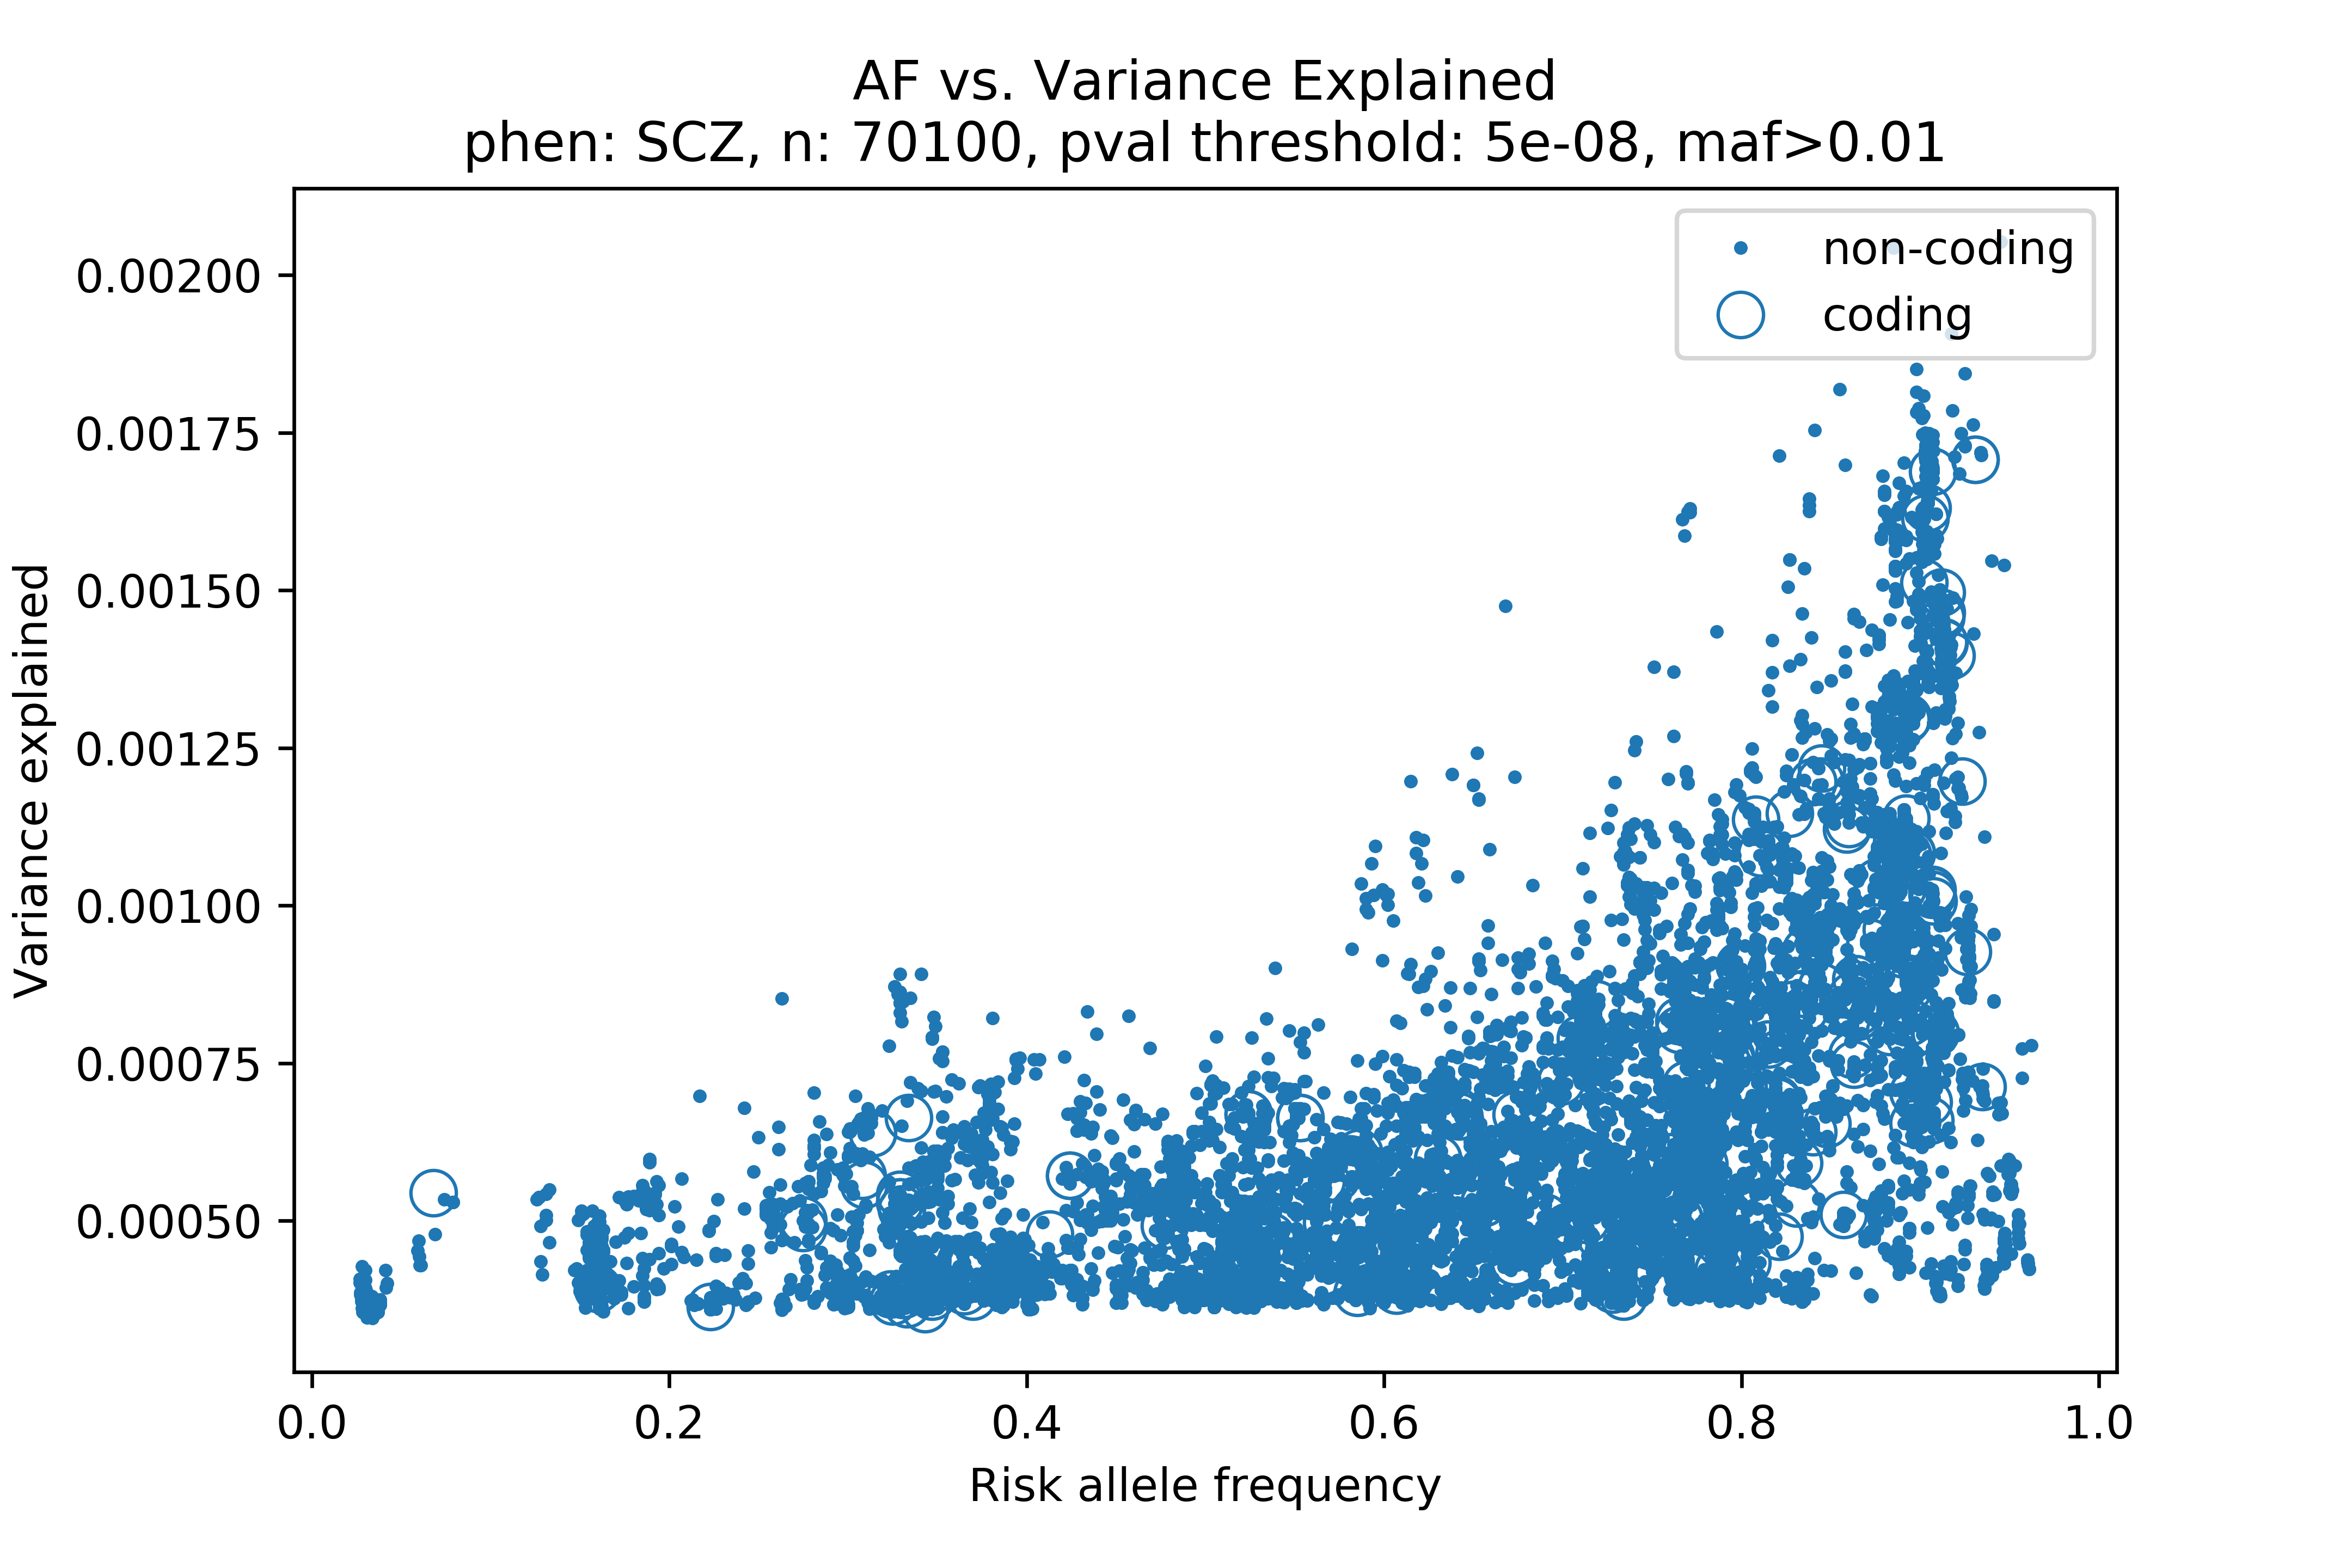 AF vs. Variance Explained
phen: SCZ, n: 70100, pval threshold: 5e-08, maf>0.01
non-coding
coding
0.00200
0.00175
0.00150
0.00125
0.00100
0.00075
0.00050
Variance explained
0.0 0.2 0.4 0.6 0.8 1.0
Risk allele frequency